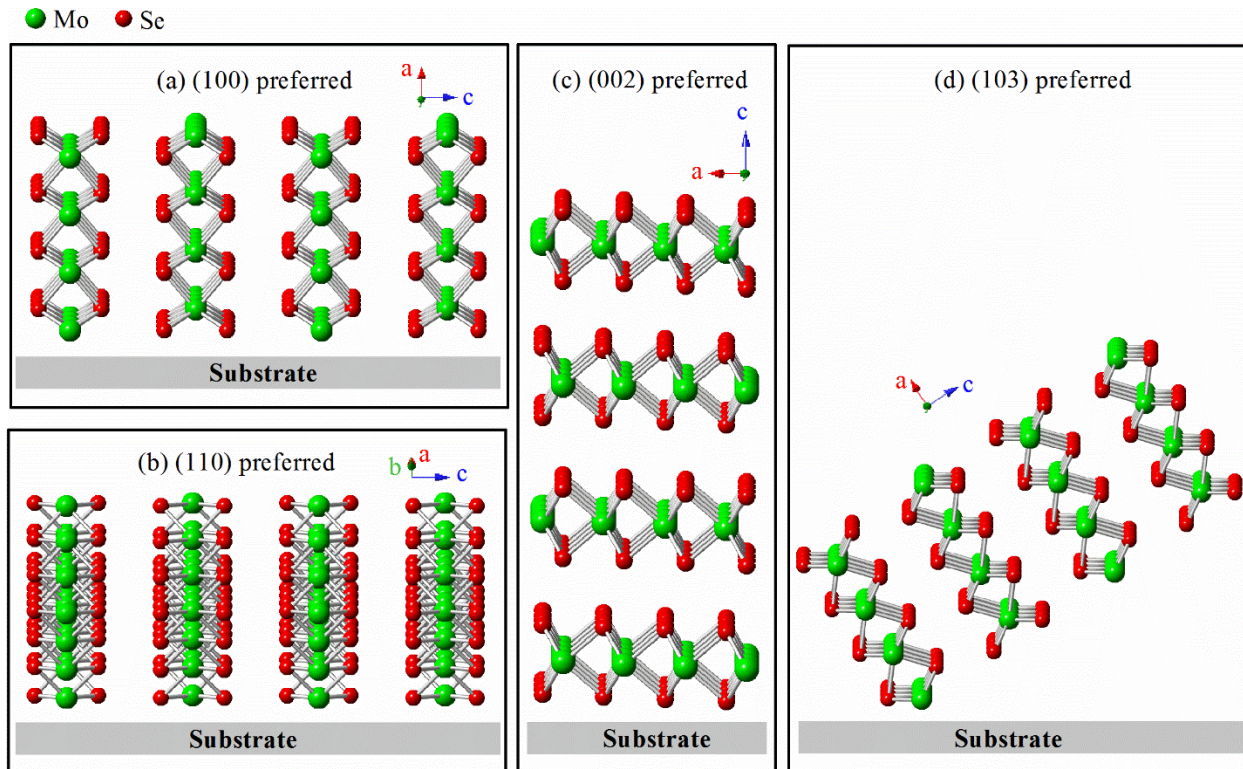 Mo Se
(a) (100) preferred
a
c
Substrate
(b) (110) preferred
a
b
c
Substrate
(c) (002) preferred
c
a
Substrate
(d) (103) preferred
a
c
Substrate